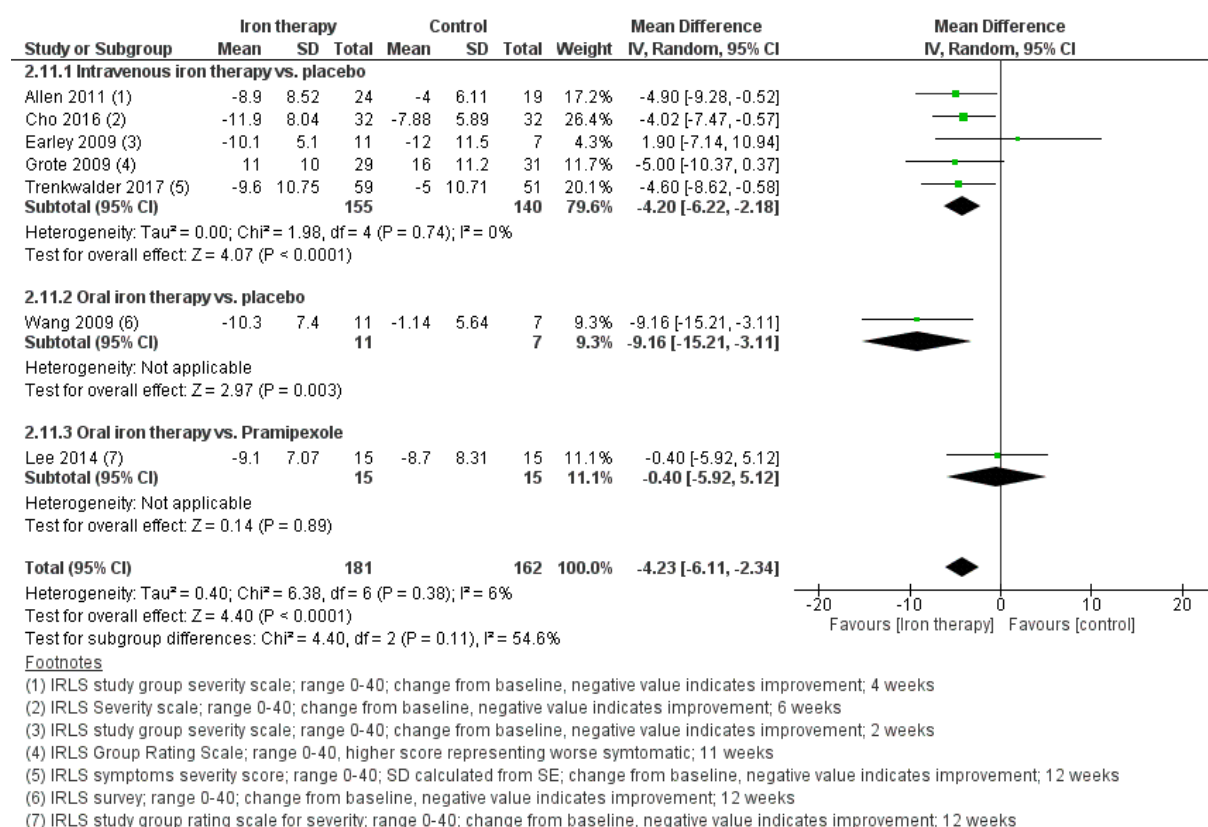 Iron therapy Control Mean Difference Mean Difference
Study or Subgroup Mean SD Total Mean SD Total Weight IV, Random, 95% CI IV, Random, 95% CI
2.11.1 Intravenous iron therapy vs. placebo
Allen 2011 (1) -8.9 8.52 24 -4 6.11 19 17.2% -4.90 [-9.28, -0.52]
Cho 2016 (2) -11.9 8.04 32 -7.88 5.89 32 26.4% -4.02 [-7.47, -0.57]
Earley 2009 (3) -10.1 5.1 11 -12 11.5 7 4.3% 1.90 [-7.14, 10.94]
Grote 2009 (4) 11 10 29 16 11.2 31 11.7% -5.00 [-10.37, 0.37]
Trenkwalder 2017 (5) -9.6 10.75 59 -5 10.71 51 20.1% -4.60 [-8.62, -0.58]
Subtotal (95% CI) 155 140 79.6% -4.20 [-6.22, -2.18]
Heterogeneity: Tau² = 0.00; Chi² = 1.98, df = 4 (P = 0.74); I² = 0%
Test for overall effect: Z = 4.07 (P < 0.0001)
2.11.2 Oral iron therapy vs. placebo
Wang 2009 (6) -10.3 7.4 11 -1.14 5.64 7 9.3% -9.16 [-15.21, -3.11]
Subtotal (95% CI) 11 7 9.3% -9.16 [-15.21, -3.11]
Heterogeneity: Not applicable
Test for overall effect: Z = 2.97 (P = 0.003)
2.11.3 Oral iron therapy vs. Pramipexole
Lee 2014 (7) -9.1 7.07 15 -8.7 8.31 15 11.1% -0.40 [-5.92, 5.12]
Subtotal (95% CI) 15 15 11.1% -0.40 [-5.92, 5.12]
Heterogeneity: Not applicable
Test for overall effect: Z = 0.14 (P = 0.89)
Total (95% CI) 181 162 100.0% -4.23 [-6.11, -2.34]
Heterogeneity: Tau² = 0.40; Chi² = 6.38, df = 6 (P = 0.38); I² = 6%
Test for overall effect: Z = 4.40 (P < 0.0001)
Test for subgroup differences: Chi² = 4.40, df = 2 (P = 0.11), I² = 54.6%
-20 -10 0 10 20
Favours [Iron therapy] Favours [control]
Footnotes
(1) IRLS study group severity scale; range 0-40; change from baseline, negative value indicates improvement; 4 weeks
(2) IRLS Severity scale; range 0-40; change from baseline, negative value indicates improvement; 6 weeks
(3) IRLS study group severity scale; range 0-40; change from baseline, negative value indicates improvement; 2 weeks
(4) IRLS Group Rating Scale; range 0-40, higher score representing worse symtomatic; 11 weeks
(5) IRLS symptoms severity score; range 0-40; SD calculated from SE; change from baseline, negative value indicates improvement; 12 weeks
(6) IRLS survey; range 0-40; change from baseline, negative value indicates improvement; 12 weeks
(7) IRLS study group rating scale for severity; range 0-40; change from baseline, negative value indicates improvement; 12 weeks